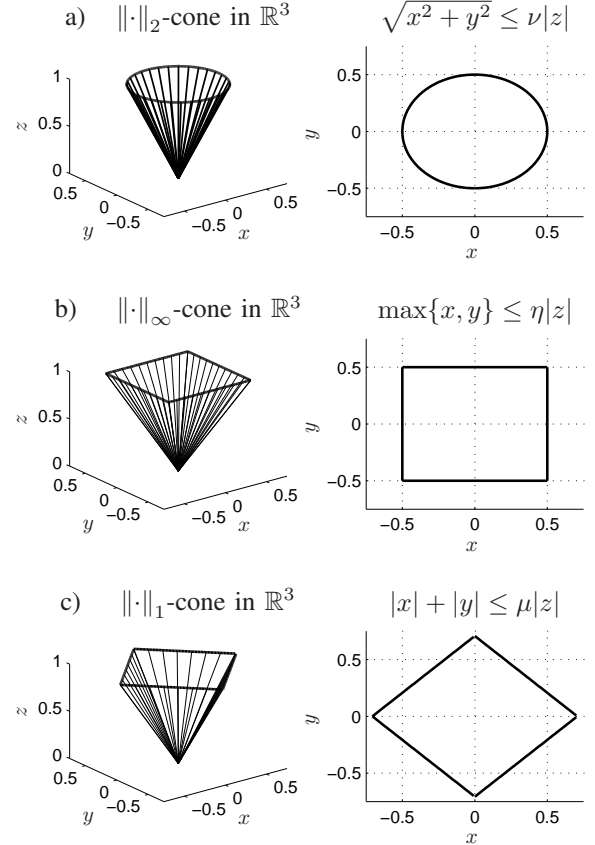 a) ‖·‖₂-cone in ℝ³
√(x² + y²) ≤ ν|z|
1
0.5
0
z
0.5
0
−0.5
y
−0.5
0
0.5
x
0.5
0
−0.5
y
−0.5
0
0.5
x
b) ‖·‖∞-cone in ℝ³
max{x, y} ≤ η|z|
1
0.5
0
z
0.5
0
−0.5
y
−0.5
0
0.5
x
0.5
0
−0.5
y
−0.5
0
0.5
x
c) ‖·‖₁-cone in ℝ³
|x| + |y| ≤ μ|z|
1
0.5
0
z
0.5
0
−0.5
y
−0.5
0
0.5
x
0.5
0
−0.5
y
−0.5
0
0.5
x